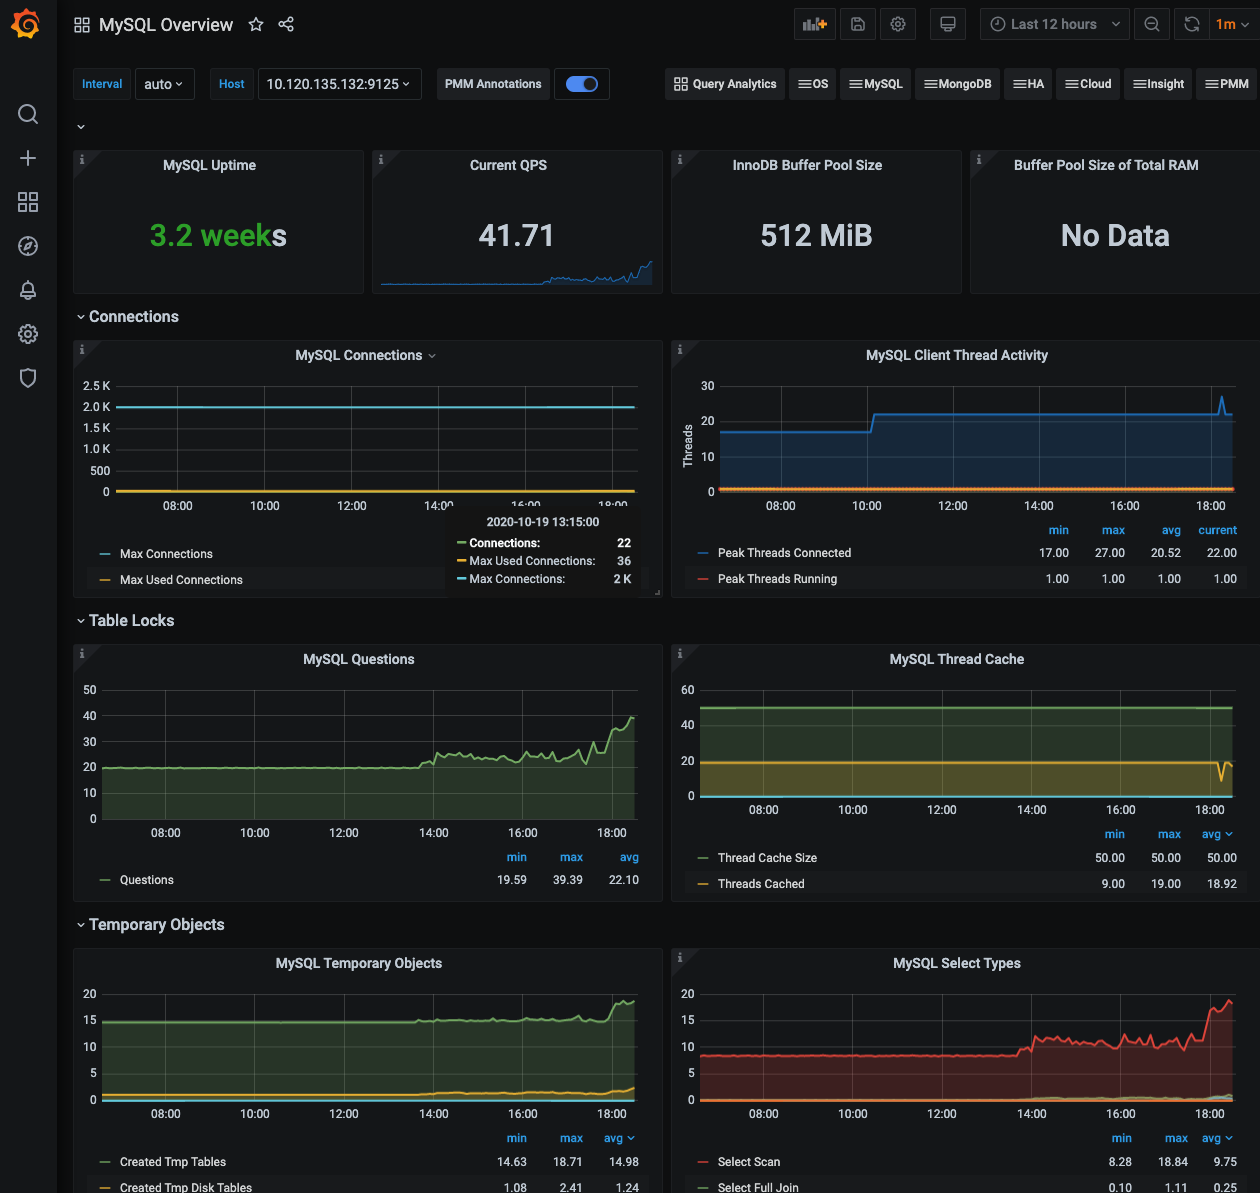 MySQL Overview
Last 12 hours
1m
Interval
auto
Host
10.120.135.132:9125
PMM Annotations
Query Analytics
OS
MySQL
MongoDB
HA
Cloud
Insight
PMM
MySQL Uptime
3.2 weeks
Current QPS
41.71
InnoDB Buffer Pool Size
512 MiB
Buffer Pool Size of Total RAM
No Data
Connections
MySQL Connections
2.5 K
2.0 K
1.5 K
1.0 K
500
0
08:00 10:00 12:00 14:00 16:00 18:00
Max Connections
Max Used Connections
2020-10-19 13:15:00
Connections: 22
Max Used Connections: 36
Max Connections: 2 K
MySQL Client Thread Activity
Threads
30
20
10
0
08:00 10:00 12:00 14:00 16:00 18:00
min max avg current
Peak Threads Connected 17.00 27.00 20.52 22.00
Peak Threads Running 1.00 1.00 1.00 1.00
Table Locks
MySQL Questions
50
40
30
20
10
0
08:00 10:00 12:00 14:00 16:00 18:00
min max avg
Questions 19.59 39.39 22.10
MySQL Thread Cache
60
40
20
0
08:00 10:00 12:00 14:00 16:00 18:00
min max avg
Thread Cache Size 50.00 50.00 50.00
Threads Cached 9.00 19.00 18.92
Temporary Objects
MySQL Temporary Objects
20
15
10
5
0
08:00 10:00 12:00 14:00 16:00 18:00
min max avg
Created Tmp Tables 14.63 18.71 14.98
Created Tmp Disk Tables 1.08 2.41 1.24
MySQL Select Types
20
15
10
5
0
08:00 10:00 12:00 14:00 16:00 18:00
min max avg
Select Scan 8.28 18.84 9.75
Select Full Join 0.10 1.11 0.25